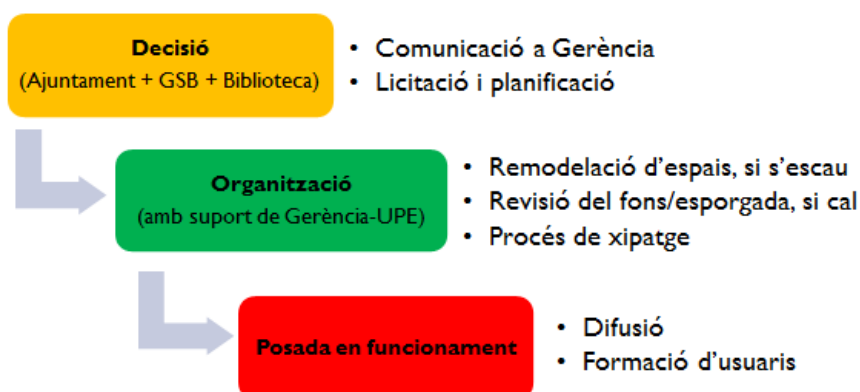 Decisió
(Ajuntament + GSB + Biblioteca)
• Comunicació a Gerència
• Licitació i planificació
Organització
(amb suport de Gerència-UPE)
• Remodelació d'espais, si s'escau
• Revisió del fons/esporgada, si cal
• Procés de xipatge
Posada en funcionament
• Difusió
• Formació d'usuaris